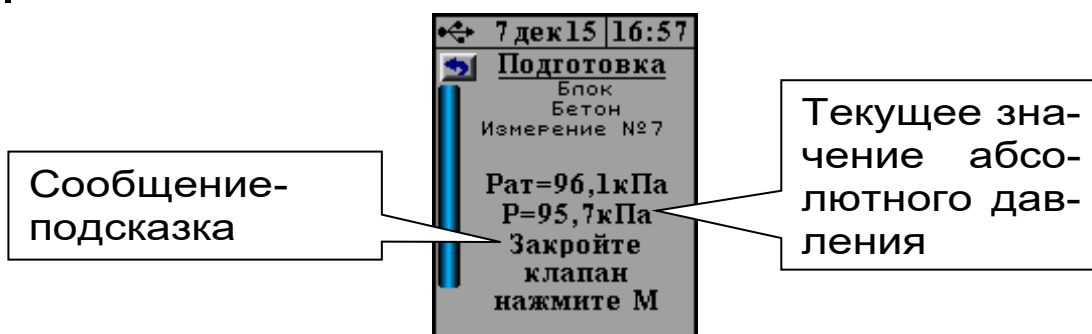 7 дек15 16:57
Подготовка
Блок
Бетон
Измерение №7
Рат=96,1кПа
Р=95,7кПа
Закройте
клапан
нажмите М
Сообщение-
подсказка
Текущее зна-
чение абсо-
лютного дав-
ления